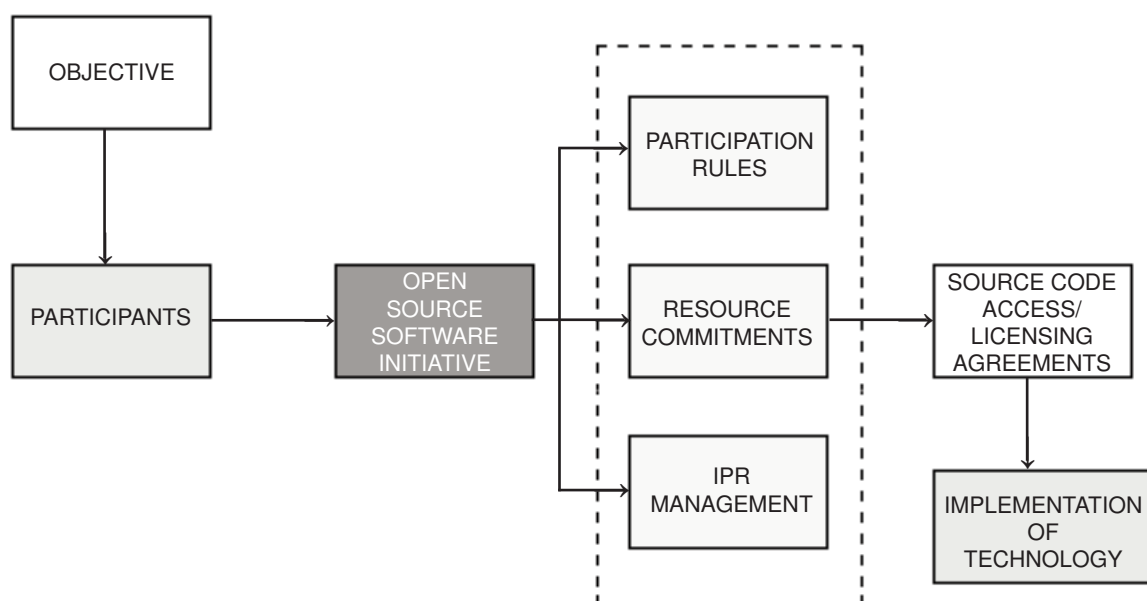 OBJECTIVE
PARTICIPANTS
OPEN
SOURCE
SOFTWARE
INITIATIVE
PARTICIPATION
RULES
RESOURCE
COMMITMENTS
IPR
MANAGEMENT
SOURCE CODE
ACCESS/
LICENSING
AGREEMENTS
IMPLEMENTATION
OF
TECHNOLOGY